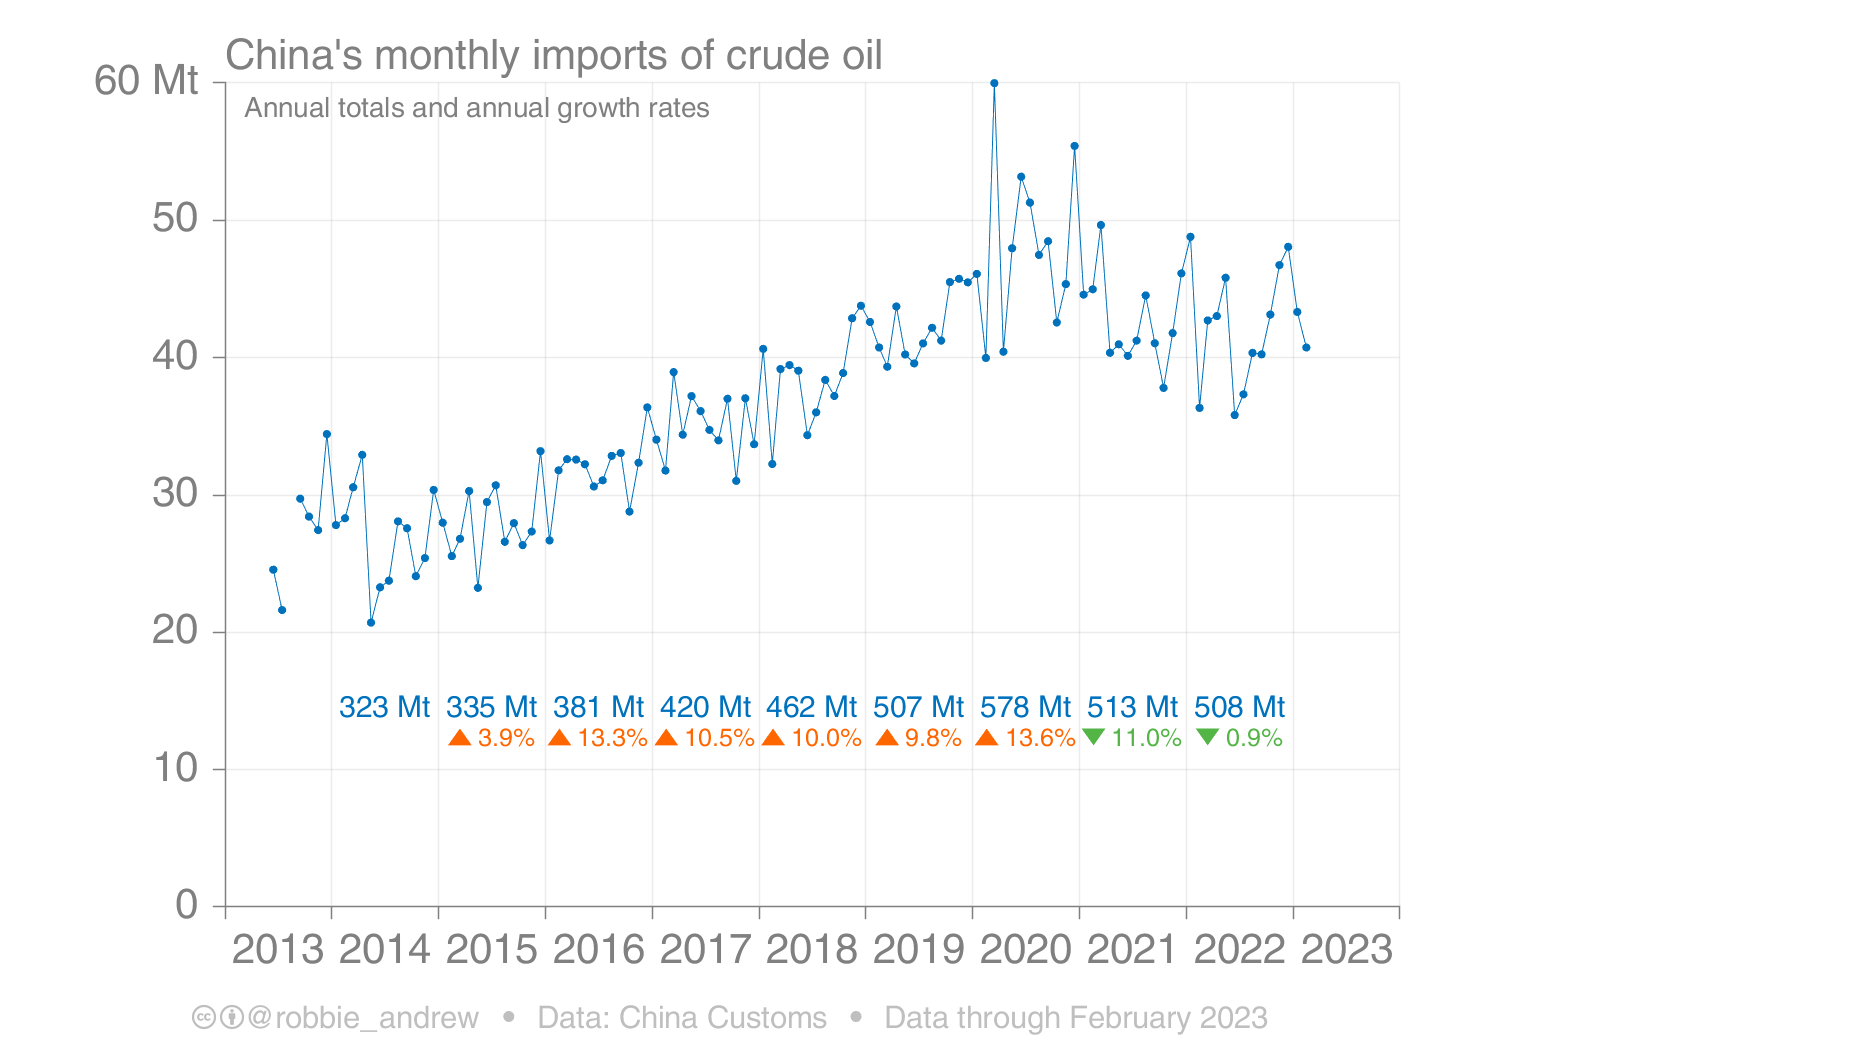 China's monthly imports of crude oil
60 Mt
Annual totals and annual growth rates
50
40
30
20
323 Mt 335 Mt 381 Mt 420 Mt 462 Mt 507 Mt 578 Mt 513 Mt 508 Mt
▲ 3.9% ▲ 13.3% ▲ 10.5% ▲ 10.0% ▲ 9.8% ▲ 13.6% ▼ 11.0% ▼ 0.9%
10
0
2013 2014 2015 2016 2017 2018 2019 2020 2021 2022 2023
@robbie_andrew • Data: China Customs • Data through February 2023